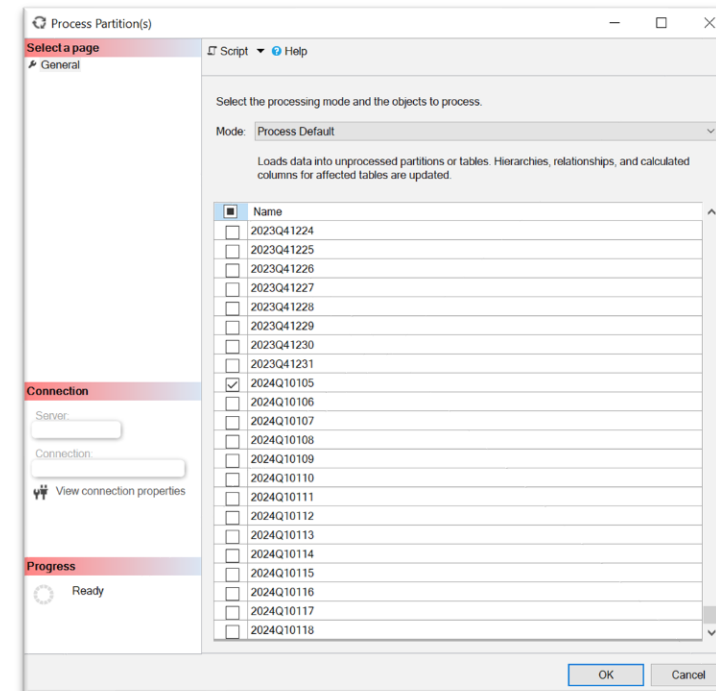 Process Partition(s)
Select a page
General
Script Help
Select the processing mode and the objects to process.
Mode: Process Default
Loads data into unprocessed partitions or tables. Hierarchies, relationships, and calculated
columns for affected tables are updated.
Name
2023Q41224
2023Q41225
2023Q41226
2023Q41227
2023Q41228
2023Q41229
2023Q41230
2023Q41231
2024Q10105
2024Q10106
2024Q10107
2024Q10108
2024Q10109
2024Q10110
2024Q10111
2024Q10112
2024Q10113
2024Q10114
2024Q10115
2024Q10116
2024Q10117
2024Q10118
Connection
Server:
Connection:
View connection properties
Progress
Ready
OK Cancel